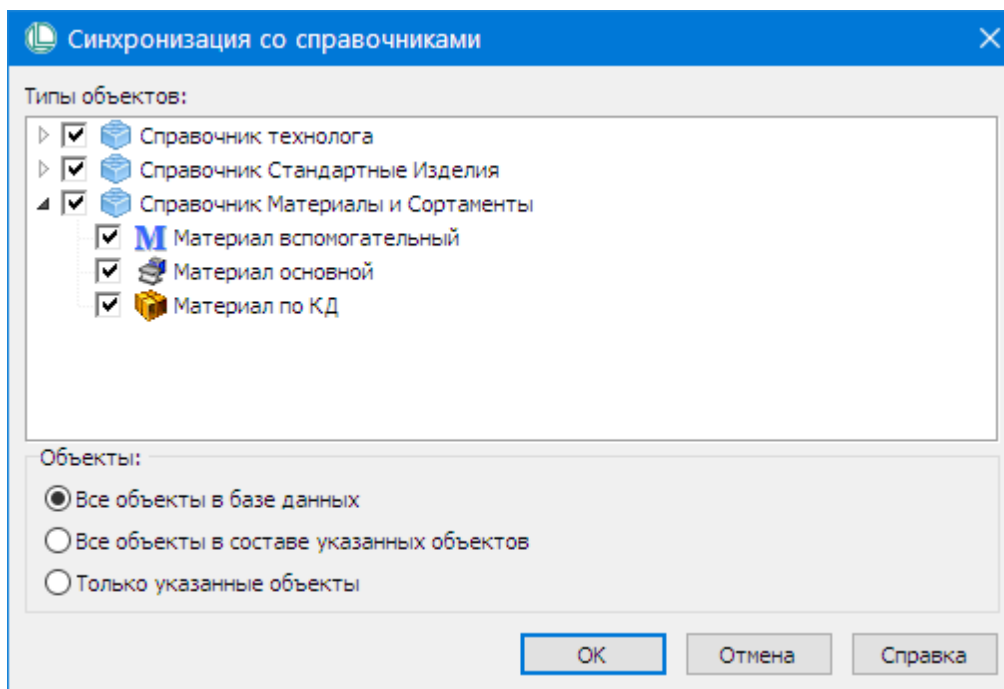 Синхронизация со справочниками
Типы объектов:
Справочник технолога
Справочник Стандартные Изделия
Справочник Материалы и Сортаменты
М Материал вспомогательный
Материал основной
Материал по КД
Объекты:
Все объекты в базе данных
Все объекты в составе указанных объектов
Только указанные объекты
ОК Отмена Справка